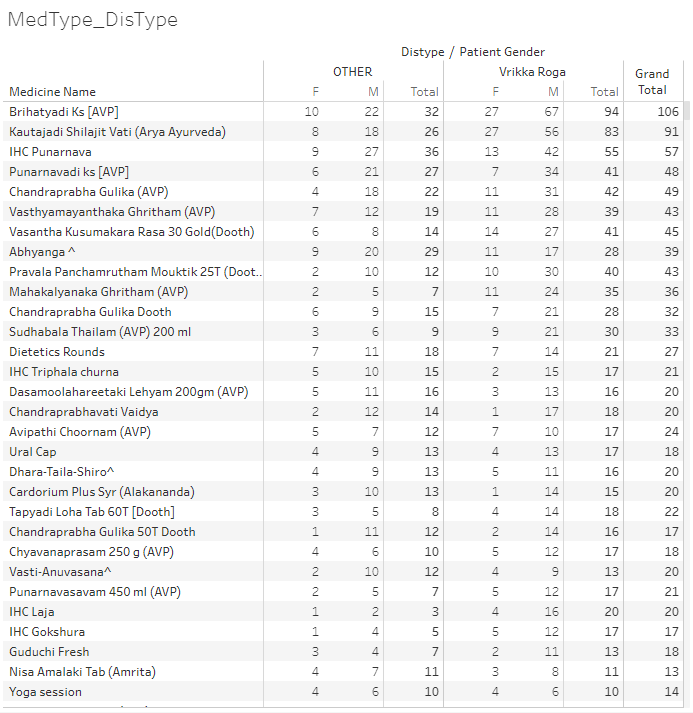 MedType_DisType
Distype / Patient Gender
OTHER Vrikka Roga Grand Total
Medicine Name F M Total F M Total
Brihatyadi Ks [AVP] 10 22 32 27 67 94 106
Kautajadi Shilajit Vati (Arya Ayurveda) 8 18 26 27 56 83 91
IHC Punarnava 9 27 36 13 42 55 57
Punarnavadi ks [AVP] 6 21 27 7 34 41 48
Chandraprabha Gulika (AVP) 4 18 22 11 31 42 49
Vasthyamayanthaka Ghritham (AVP) 7 12 19 11 28 39 43
Vasantha Kusumakara Rasa 30 Gold(Dooth) 6 8 14 14 27 41 45
Abhyanga ^ 9 20 29 11 17 28 39
Pravala Panchamrutham Mouktik 25T (Doot.. 2 10 12 10 30 40 43
Mahakalyanaka Ghritham (AVP) 2 5 7 11 24 35 36
Chandraprabha Gulika Dooth 6 9 15 7 21 28 32
Sudhabala Thailam (AVP) 200 ml 3 6 9 9 21 30 33
Dietetics Rounds 7 11 18 7 14 21 27
IHC Triphala churna 5 10 15 2 15 17 21
Dasamoolahareetaki Lehyam 200gm (AVP) 5 11 16 3 13 16 20
Chandraprabhavati Vaidya 2 12 14 1 17 18 20
Avipathi Choornam (AVP) 5 7 12 7 10 17 24
Ural Cap 4 9 13 4 13 17 18
Dhara-Taila-Shiro^ 4 9 13 5 11 16 20
Cardorium Plus Syr (Alakananda) 3 10 13 1 14 15 20
Tapyadi Loha Tab 60T [Dooth] 3 5 8 4 14 18 22
Chandraprabha Gulika 50T Dooth 1 11 12 2 14 16 17
Chyavanaprasam 250 g (AVP) 4 6 10 5 12 17 18
Vasti-Anuvasana^ 2 10 12 4 9 13 20
Punarnavasavam 450 ml (AVP) 2 5 7 5 12 17 21
IHC Laja 1 2 3 4 16 20 20
IHC Gokshura 1 4 5 5 12 17 17
Guduchi Fresh 3 4 7 2 11 13 18
Nisa Amalaki Tab (Amrita) 4 7 11 3 8 11 13
Yoga session 4 6 10 4 6 10 14